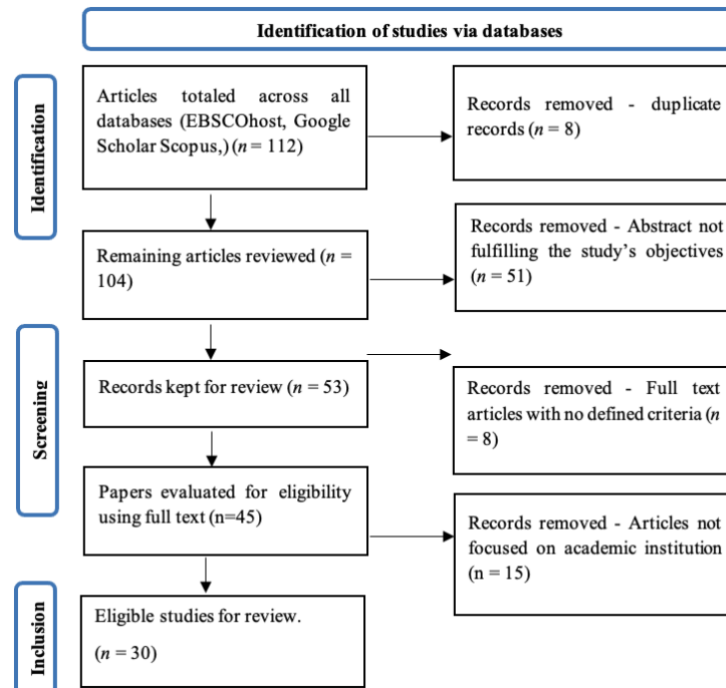 Identification of studies via databases
Identification
Articles totaled across all
databases (EBSCOhost, Google
Scholar Scopus,) (n = 112)
Records removed - duplicate
records (n = 8)
Remaining articles reviewed (n =
104)
Records removed - Abstract not
fulfilling the study's objectives
(n = 51)
Screening
Records kept for review (n = 53)
Records removed - Full text
articles with no defined criteria (n
= 8)
Papers evaluated for eligibility
using full text (n=45)
Records removed - Articles not
focused on academic institution
(n = 15)
Inclusion
Eligible studies for review.
(n = 30)